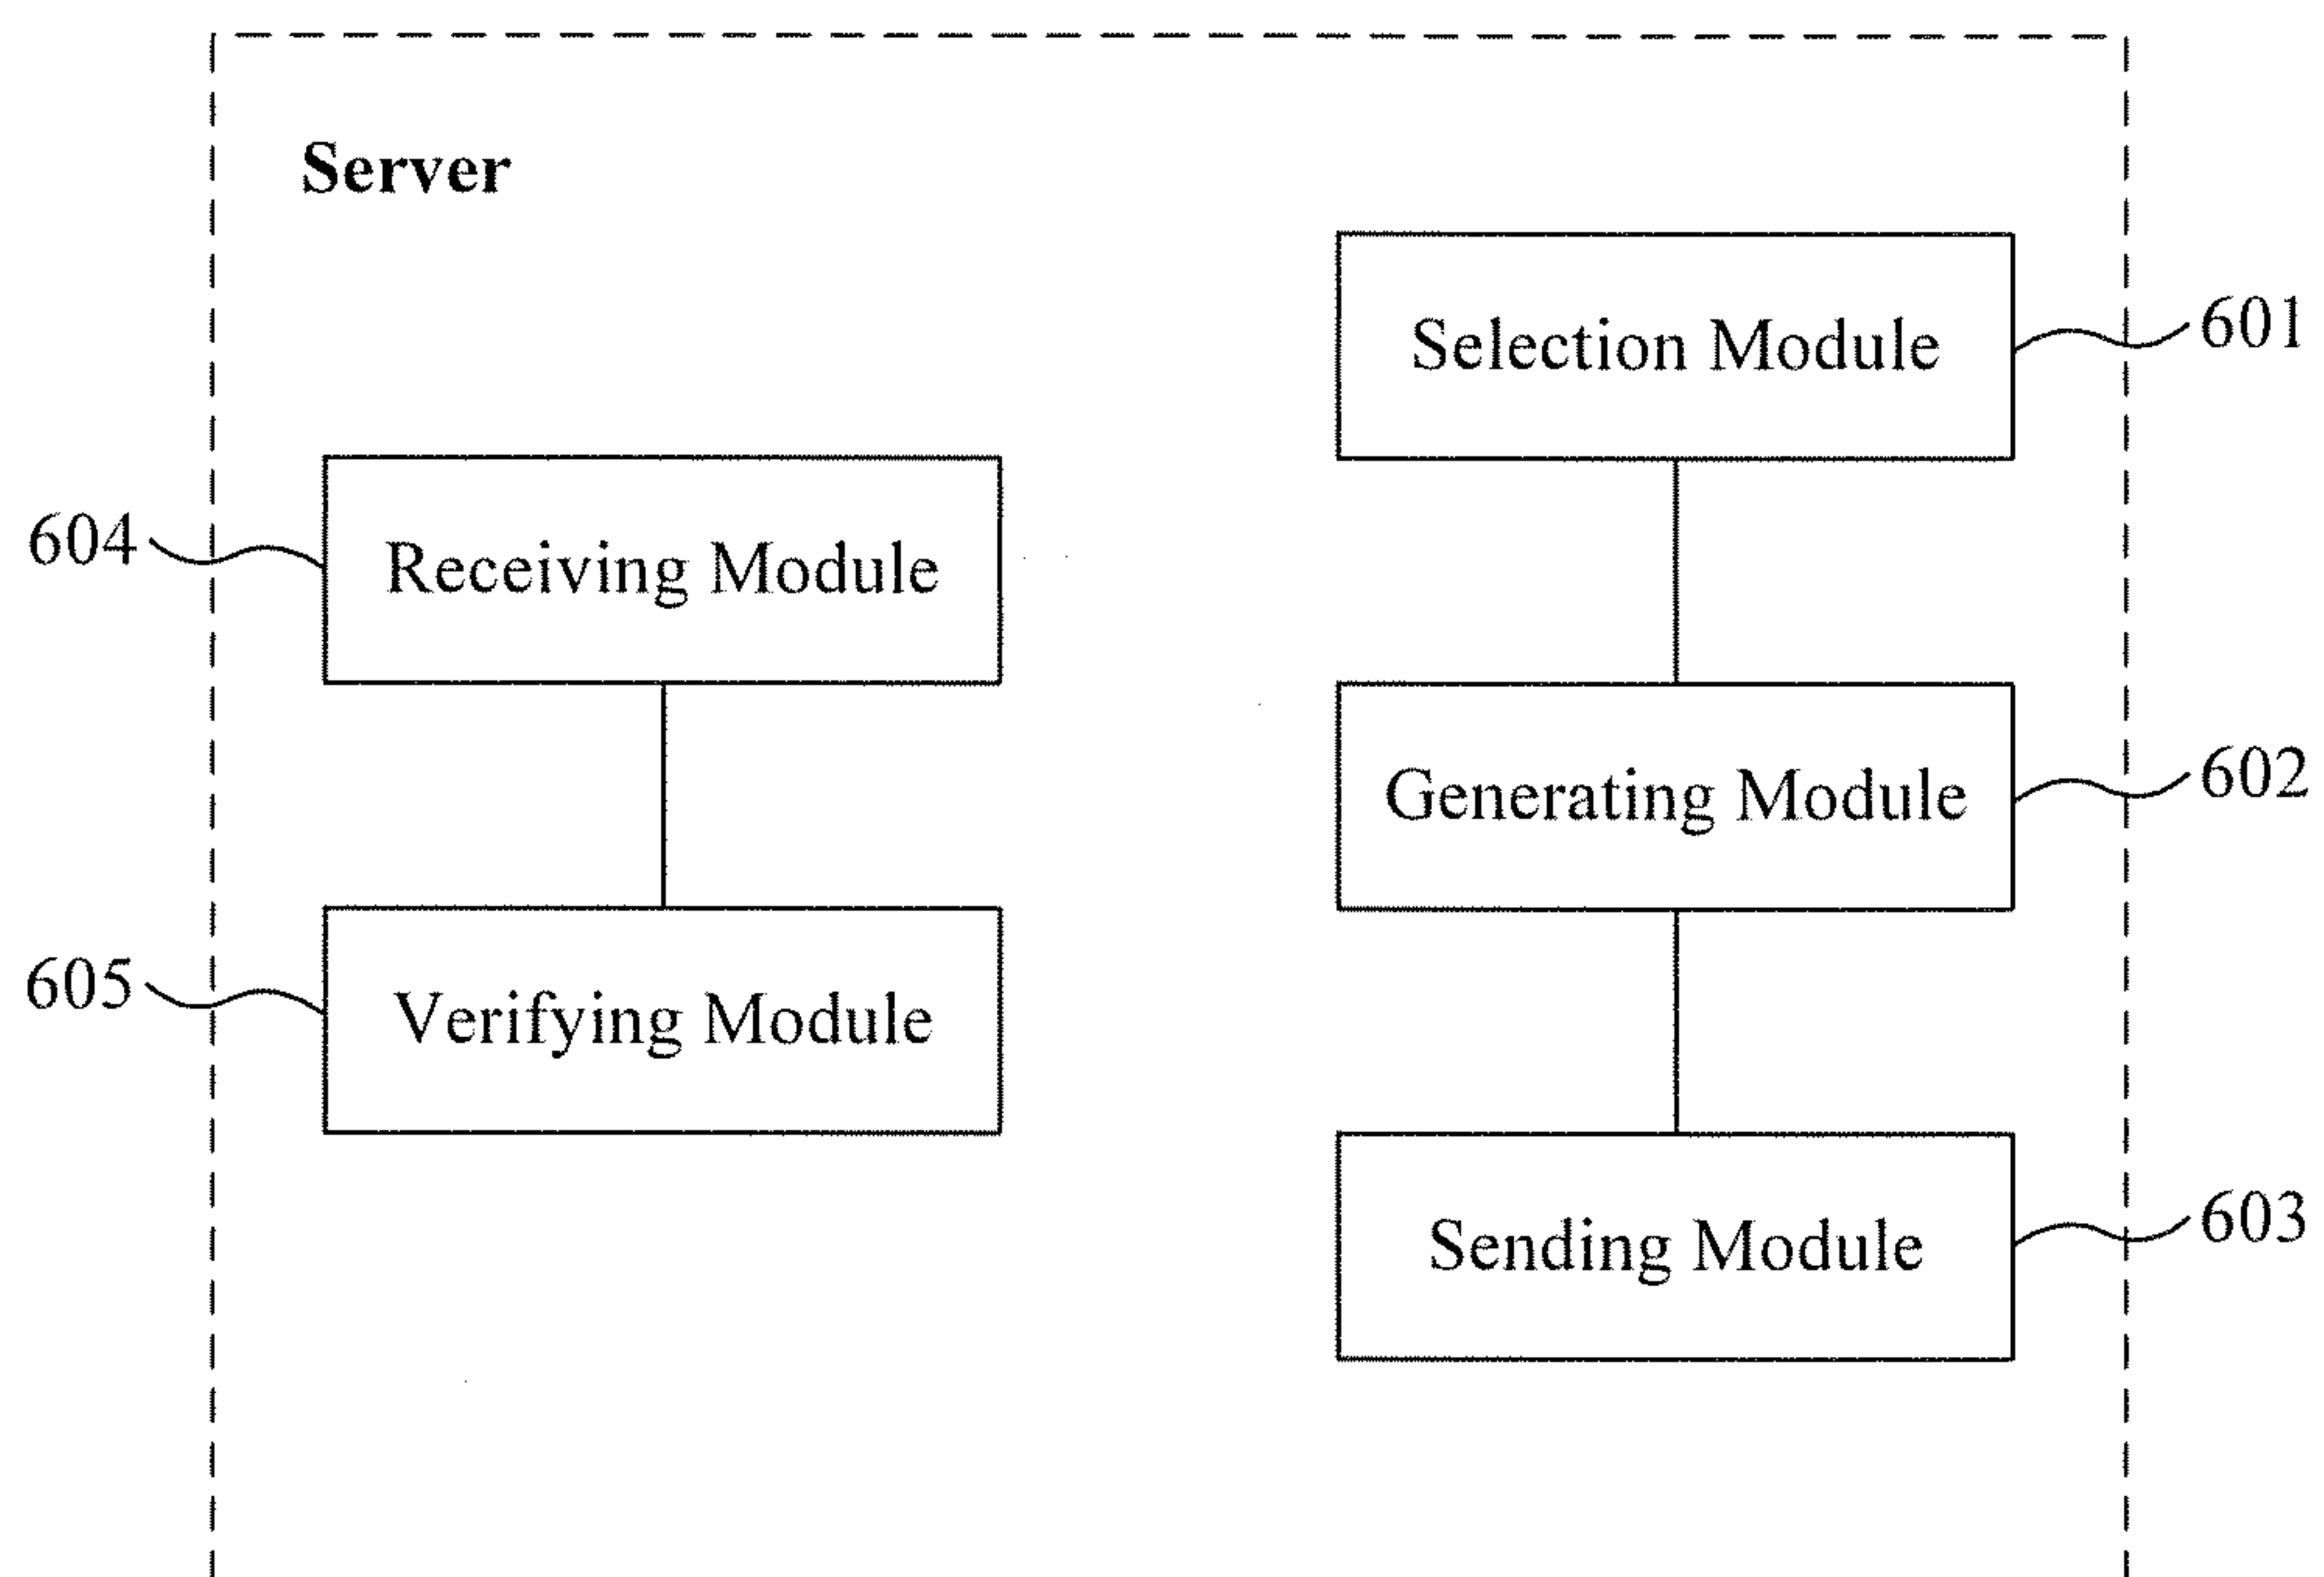 Server
Selection Module
601
604
Receiving Module
Generating Module
602
605
Verifying Module
Sending Module
603